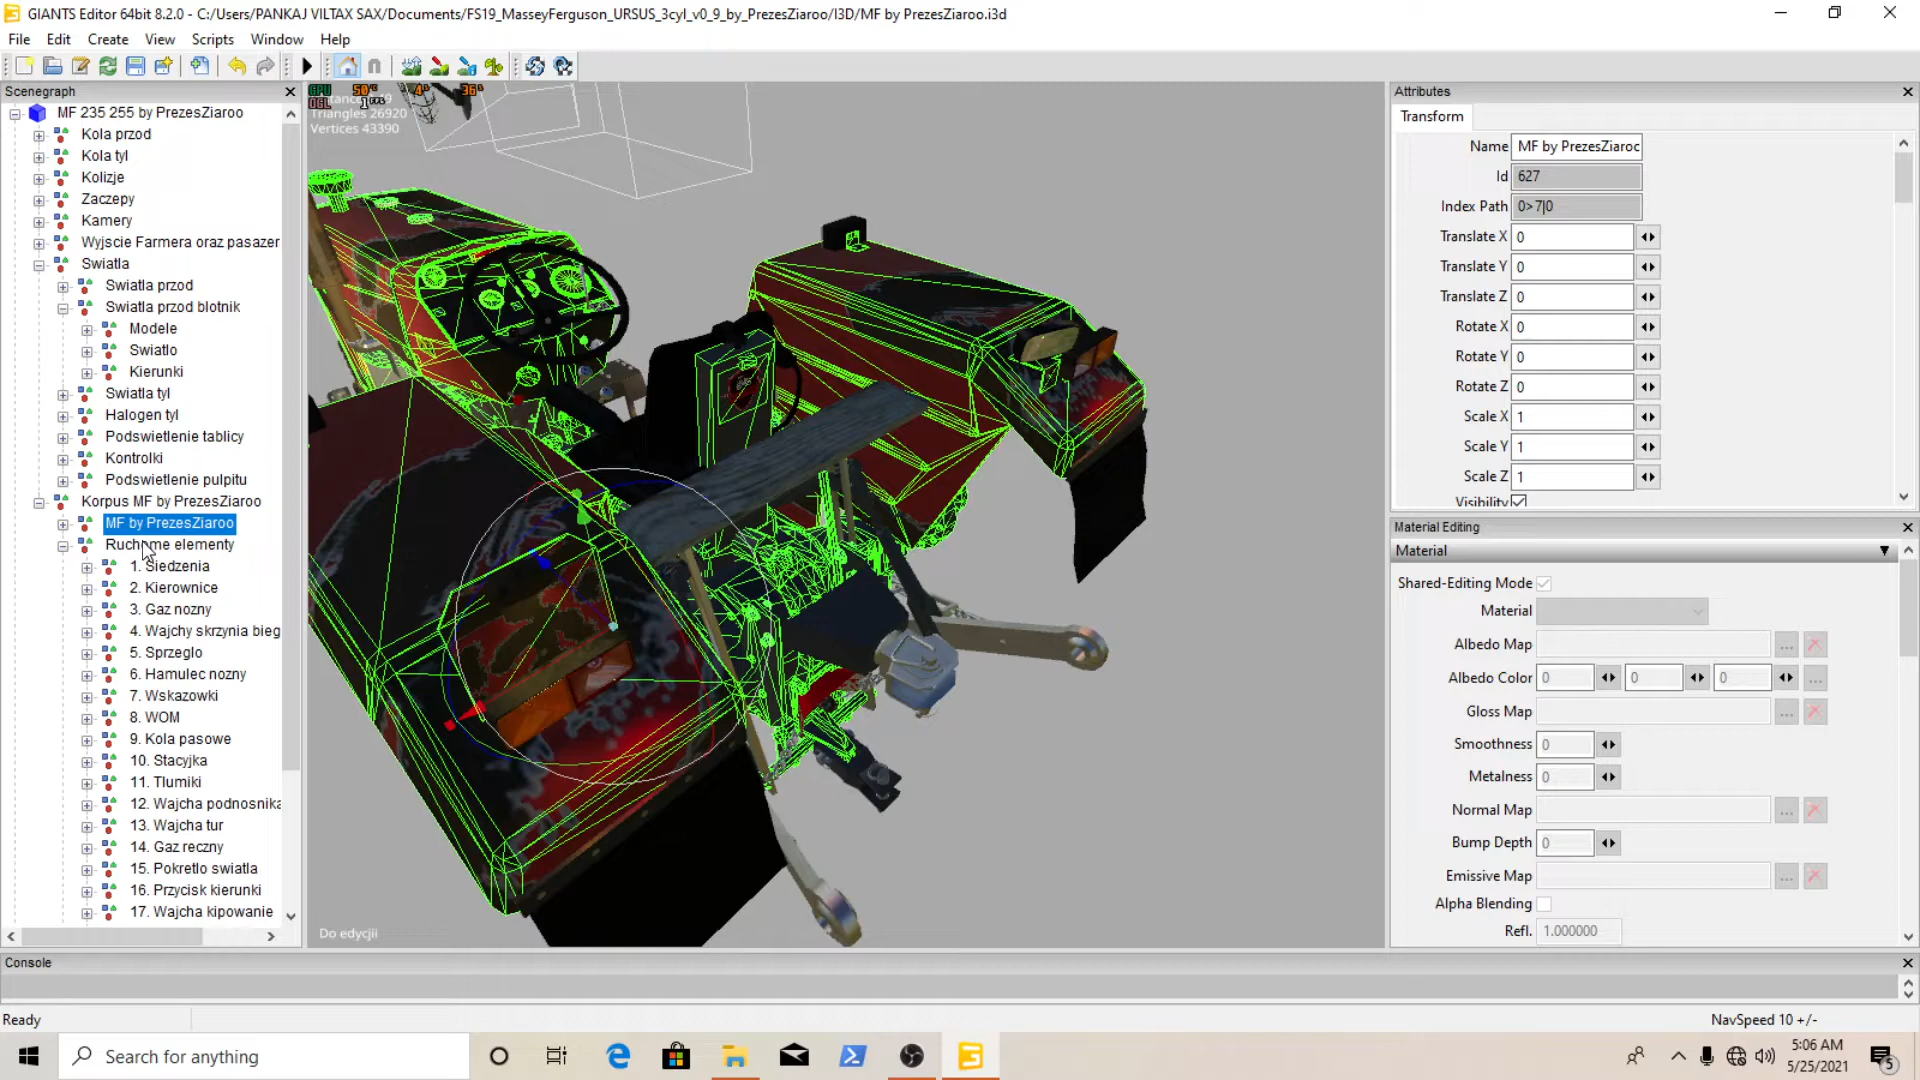 GIANTS Editor 64bit 8.2.0 - C:/Users/PANKAJ VILTAX SAX/Documents/FS19_MasseyFerguson_URSUS_3cyl_v0_9_by_PrezesZiaroo/I3D/MF by PrezesZiaroo.i3d
File Edit Create View Scripts Window Help
Scenegraph
MF 235 255 by PrezesZiaroo
Kola przod
Kola tyl
Kolizje
Zaczepy
Kamery
Wyjscie Farmera oraz pasazer
Swiatla
Swiatla przod
Swiatla przod blotnik
Modele
Swiatlo
Kierunki
Swiatla tyl
Halogen tyl
Podswietlenie tablicy
Kontrolki
Podswietlenie pulpitu
Korpus MF by PrezesZiaroo
MF by PrezesZiaroo
Ruchome elementy
1. Siedzenia
2. Kierownice
3. Gaz nozny
4. Wajchy skrzynia bieg
5. Sprzeglo
6. Hamulec nozny
7. Wskazowki
8. WOM
9. Kola pasowe
10. Stacyjka
11. Tlumiki
12. Wajcha podnosnika
13. Wajcha tur
14. Gaz reczny
15. Pokretlo swiatla
16. Przycisk kierunki
17. Wajcha kipowanie
GPU
OGL 1 FPS
Triangles 26920
Vertices 43390
Do edycjii
Attributes
Transform
Name MF by PrezesZiaroc
Id 627
Index Path 0>7|0
Translate X 0
Translate Y 0
Translate Z 0
Rotate X 0
Rotate Y 0
Rotate Z 0
Scale X 1
Scale Y 1
Scale Z 1
Visibility
Material Editing
Material
Shared-Editing Mode
Material
Albedo Map ...
Albedo Color 0 0 0 ...
Gloss Map ...
Smoothness 0
Metalness 0
Normal Map ...
Bump Depth 0
Emissive Map ...
Alpha Blending
Refl. 1.000000
Console
Ready
NavSpeed 10 +/-
Search for anything
5:06 AM
5/25/2021
5